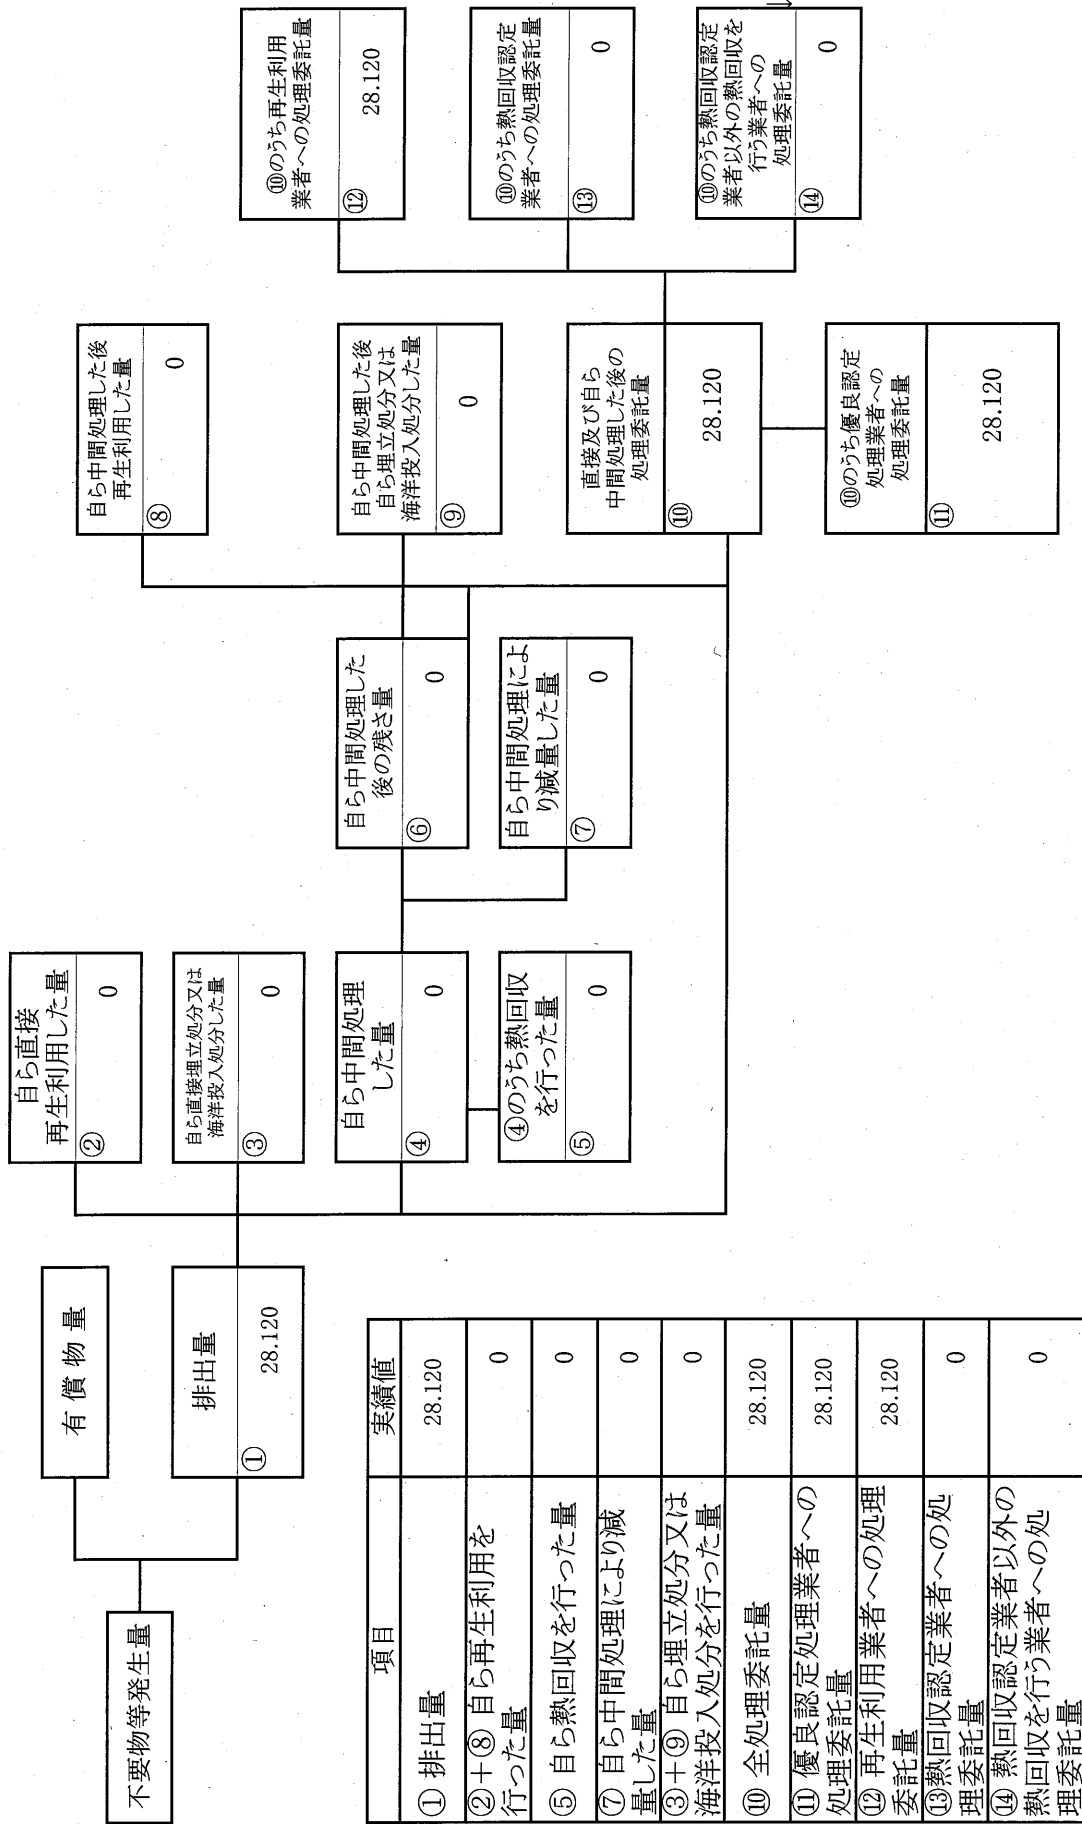 不要物等発生量
有償物量
排出量
①
28.120
自ら直接
再生利用した量
②
0
自ら直接埋立処分又は
海洋投入処分した量
③
0
自ら中間処理
した量
④
0
④のうち熱回収
を行った量
⑤
0
自ら中間処理した
後の残さ量
⑥
0
自ら中間処理によ
り減量した量
⑦
0
自ら中間処理した後
再生利用した量
⑧
0
自ら中間処理した後
自ら埋立処分又は
海洋投入処分した量
⑨
0
直接及び自ら
中間処理した後の
処理委託量
⑩
28.120
⑩のうち優良認定
処理業者への
処理委託量
⑪
28.120
⑩のうち再生利用
業者への処理委託量
⑫
28.120
⑩のうち熱回収認定
業者への処理委託量
⑬
0
⑩のうち熱回収認定
業者以外の熱回収を
行う業者への
処理委託量
⑭
0
項目 実績値
① 排出量 28.120
②+⑧ 自ら再生利用を
行った量 0
⑤ 自ら熱回収を行った量 0
⑦ 自ら中間処理により減
量した量 0
③+⑨ 自ら埋立処分又は
海洋投入処分を行った量 0
⑩ 全処理委託量 28.120
⑪ 優良認定処理業者への
処理委託量 28.120
⑫ 再生利用業者への処理
委託量 28.120
⑬熱回収認定業者への処
理委託量 0
⑭ 熱回収認定業者以外の
熱回収を行う業者への処
理委託量 0